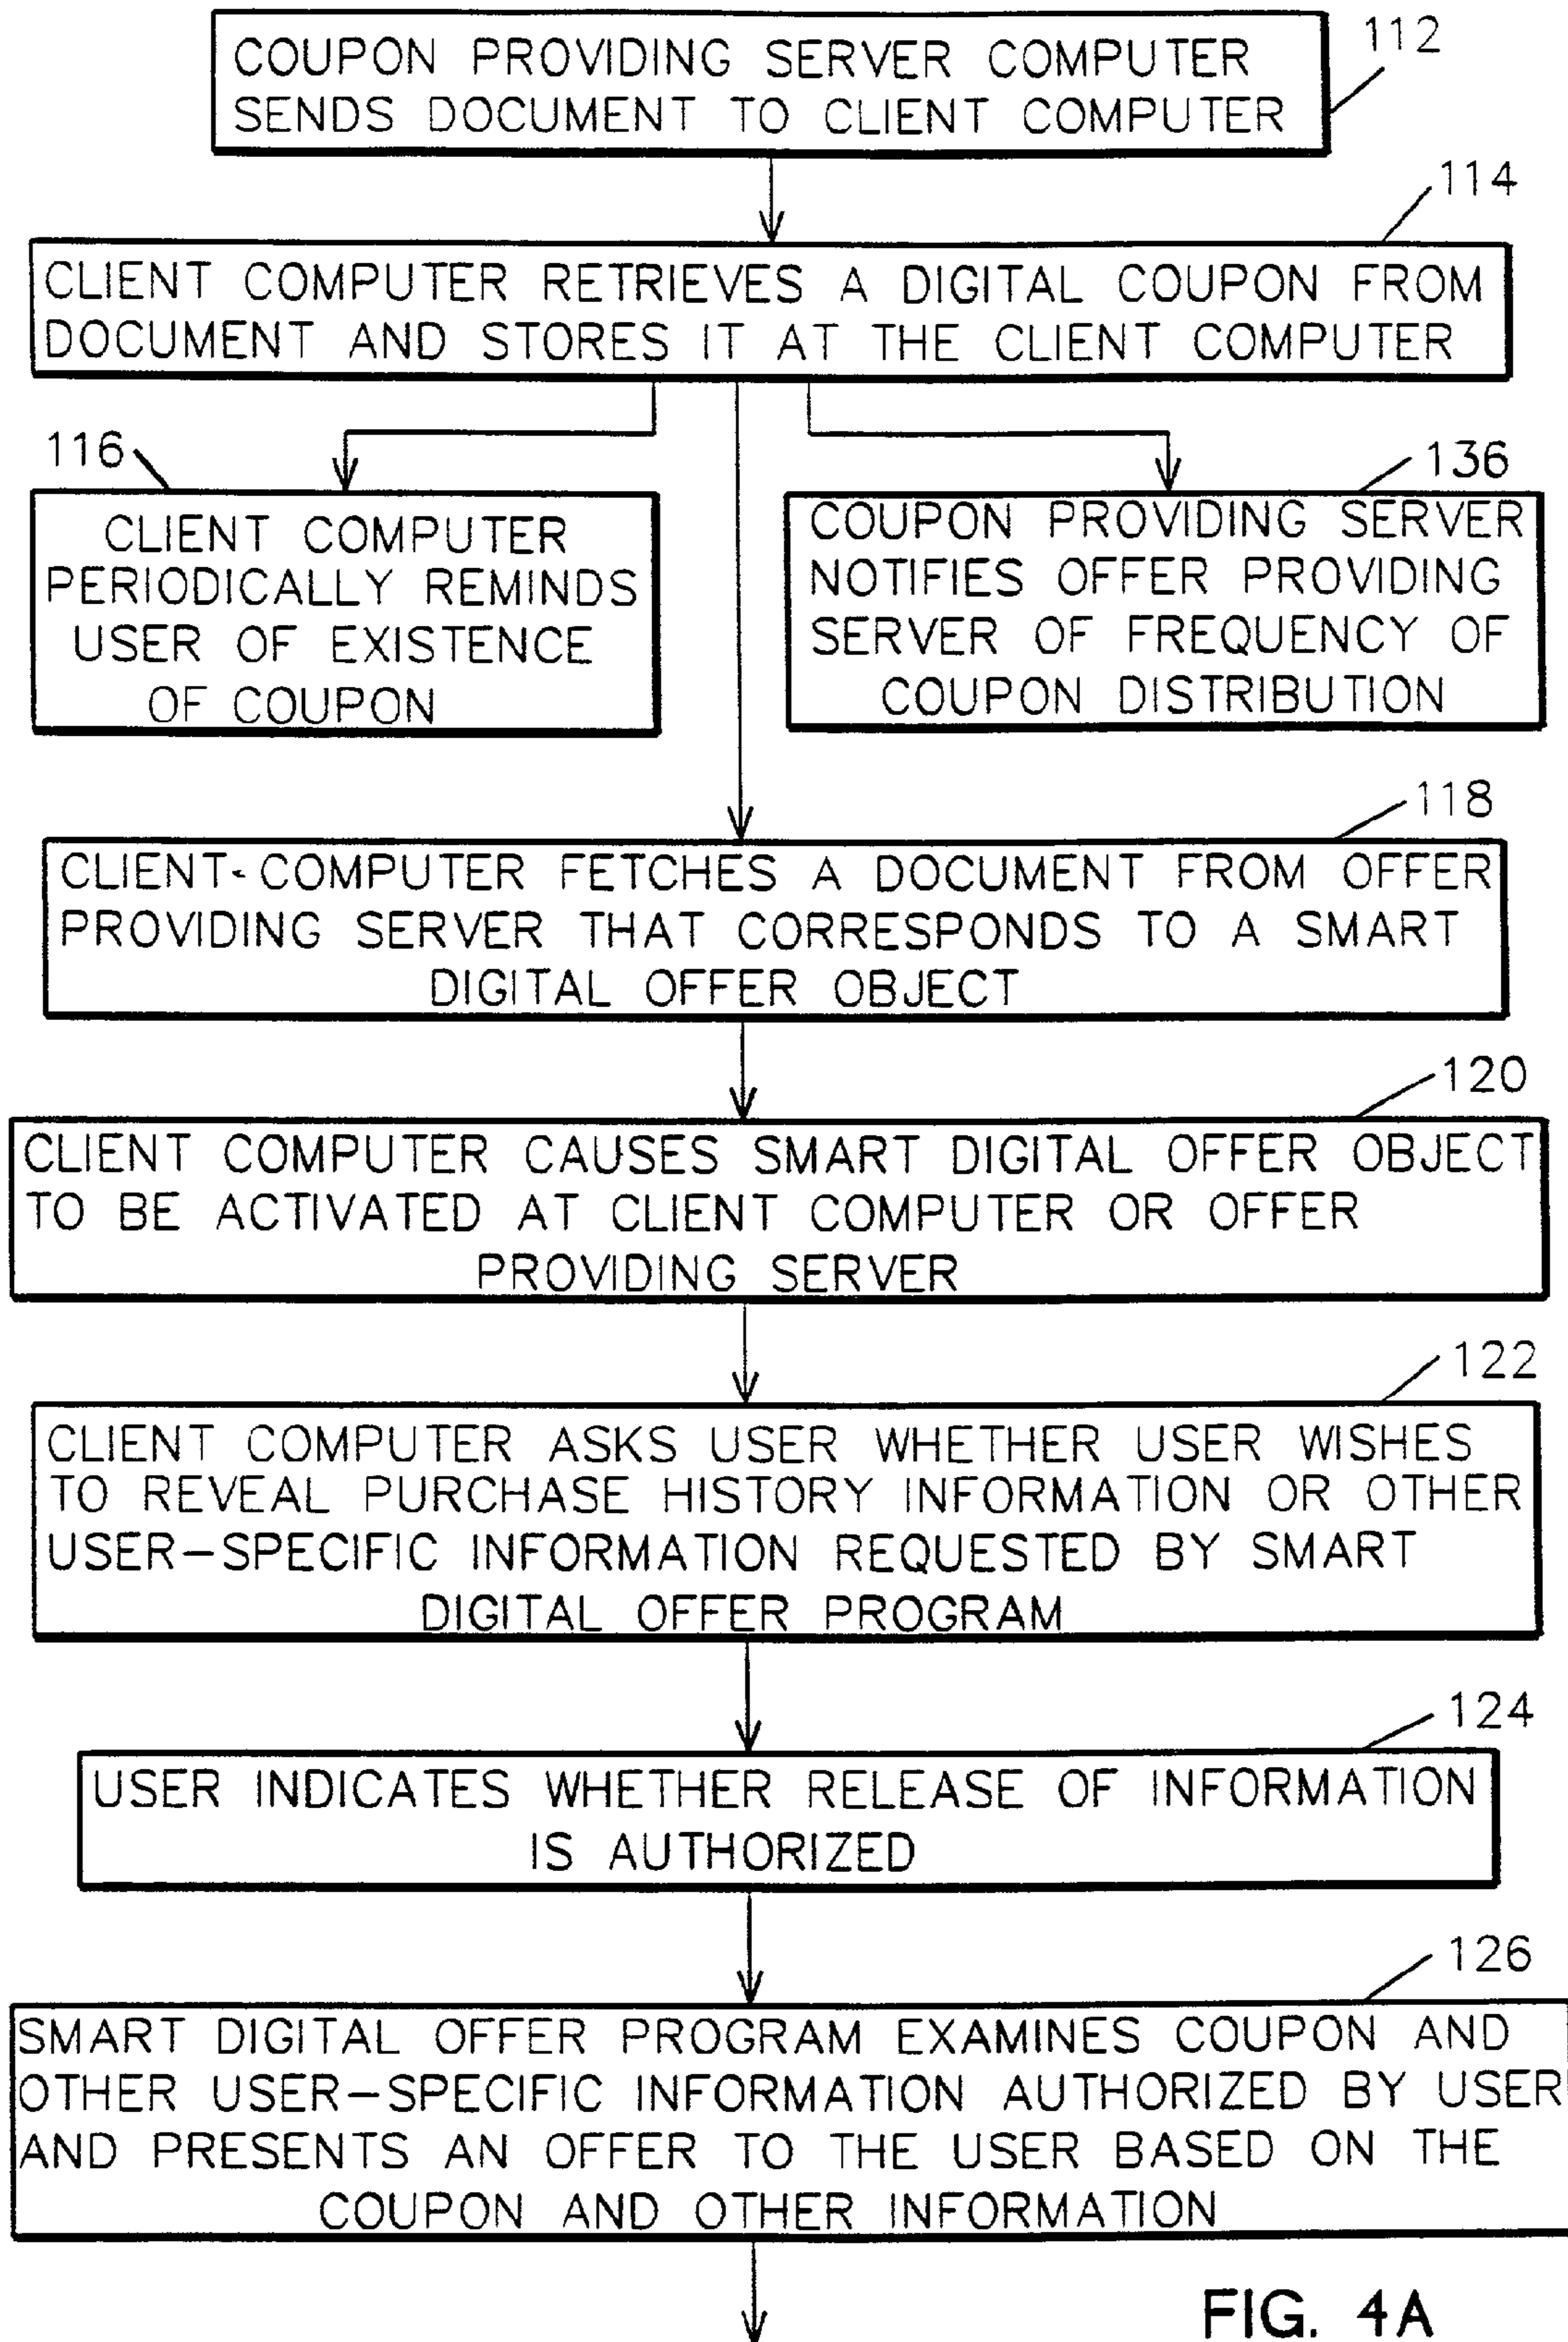 112
COUPON PROVIDING SERVER COMPUTER
SENDS DOCUMENT TO CLIENT COMPUTER
114
CLIENT COMPUTER RETRIEVES A DIGITAL COUPON FROM
DOCUMENT AND STORES IT AT THE CLIENT COMPUTER
116
CLIENT COMPUTER
PERIODICALLY REMINDS
USER OF EXISTENCE
OF COUPON
136
COUPON PROVIDING SERVER
NOTIFIES OFFER PROVIDING
SERVER OF FREQUENCY OF
COUPON DISTRIBUTION
118
CLIENT-COMPUTER FETCHES A DOCUMENT FROM OFFER
PROVIDING SERVER THAT CORRESPONDS TO A SMART
DIGITAL OFFER OBJECT
120
CLIENT COMPUTER CAUSES SMART DIGITAL OFFER OBJECT
TO BE ACTIVATED AT CLIENT COMPUTER OR OFFER
PROVIDING SERVER
122
CLIENT COMPUTER ASKS USER WHETHER USER WISHES
TO REVEAL PURCHASE HISTORY INFORMATION OR OTHER
USER-SPECIFIC INFORMATION REQUESTED BY SMART
DIGITAL OFFER PROGRAM
124
USER INDICATES WHETHER RELEASE OF INFORMATION
IS AUTHORIZED
126
SMART DIGITAL OFFER PROGRAM EXAMINES COUPON AND
OTHER USER-SPECIFIC INFORMATION AUTHORIZED BY USER
AND PRESENTS AN OFFER TO THE USER BASED ON THE
COUPON AND OTHER INFORMATION
FIG. 4A